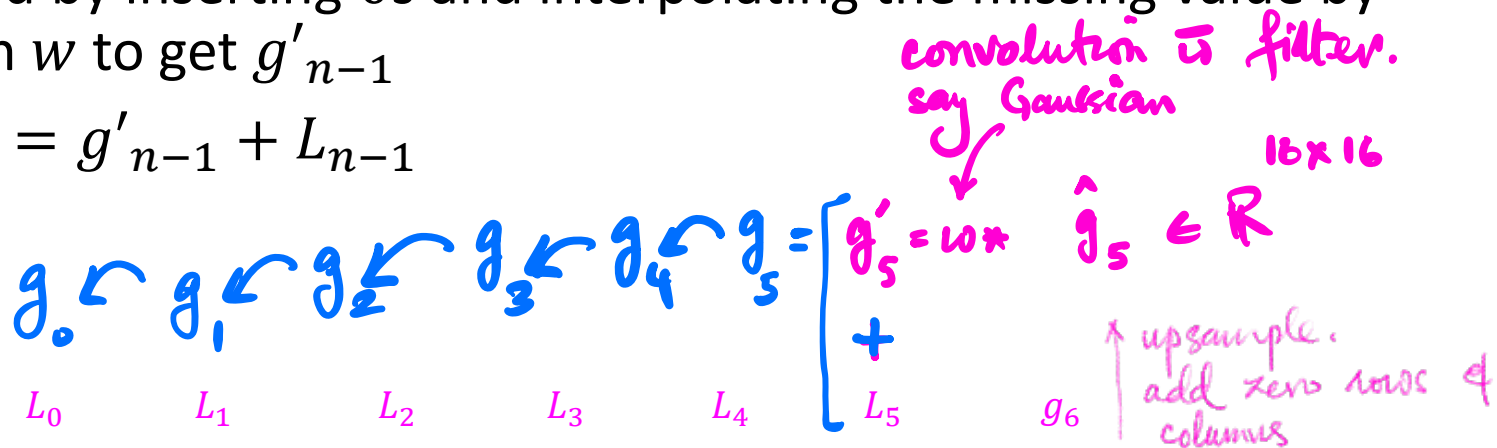 by inserting 0s and interpolating the missing value by
w to get g'ₙ₋₁
= g'ₙ₋₁ + Lₙ₋₁
convolution w̄ filter.
say Gaussian
g₀ ← g₁ ← g₂ ← g₃ ← g₄ ← g₅ = [ g'₅ = w * ĝ₅ ∈ ℝ^16×16
+
upsample.
add zero rows &
columns
L₀ L₁ L₂ L₃ L₄ L₅ g₆